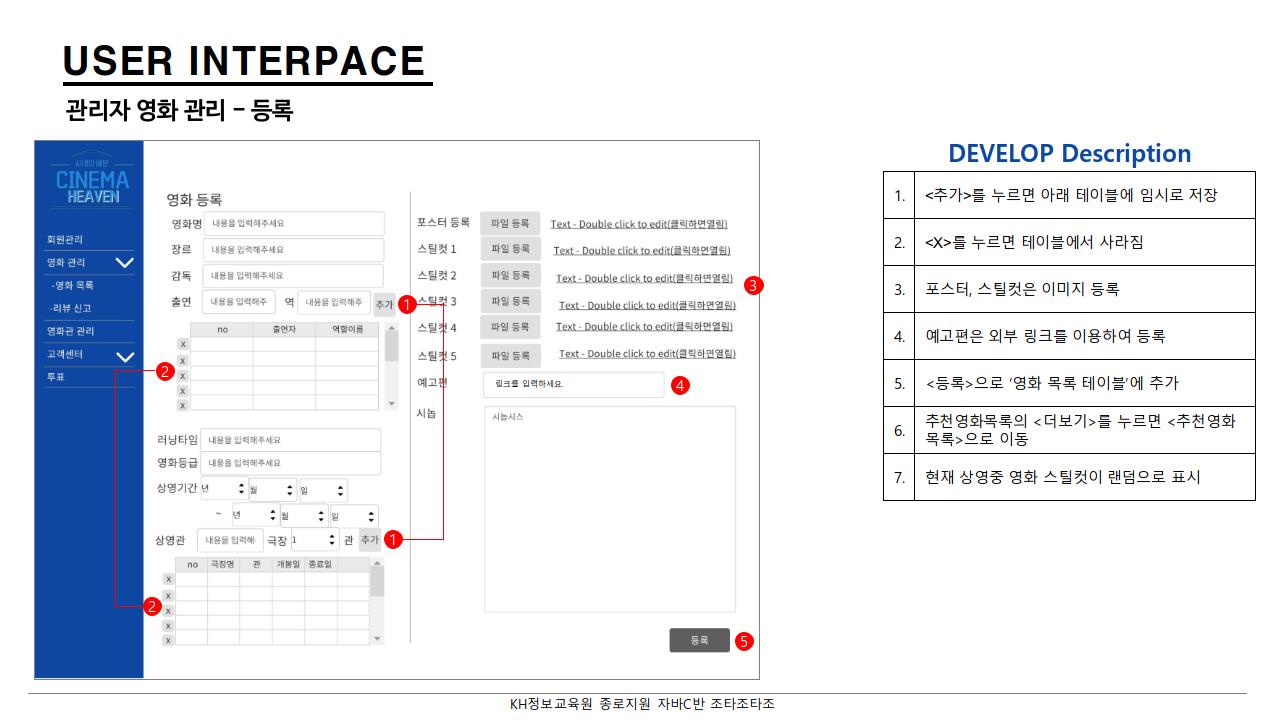 USER INTERPACE
관리자 영화 관리 – 등록
시네마헤븐
CINEMA
HEAVEN
회원관리
영화 관리
-영화 목록
-리뷰 신고
영화관 관리
고객센터
투표
영화 등록
영화명 내용을 입력해주세요
장르 내용을 입력해주세요
감독 내용을 입력해주세요
출연 내용을 입력해주 역 내용을 입력해주 추가 1
no 출연자 역할이름
x
x
2 x
x
x
러닝타임 내용을 입력해주세요
영화등급 내용을 입력해주세요
상영기간 년 월 일
~ 년 월 일
상영관 내용을 입력해 극장 1 관 추가 1
no 극장명 관 개봉일 종료일
x
x
2 x
x
x
포스터 등록 파일 등록 Text - Double click to edit(클릭하면열림)
스틸컷 1 파일 등록 Text - Double click to edit(클릭하면열림)
스틸컷 2 파일 등록 Text - Double click to edit(클릭하면열림)
3
스틸컷 3 파일 등록 Text - Double click to edit(클릭하면열림)
스틸컷 4 파일 등록 Text - Double click to edit(클릭하면열림)
스틸컷 5 파일 등록 Text - Double click to edit(클릭하면열림)
예고편 링크를 입력하세요. 4
시놉 시놉시스
등록 5
DEVELOP Description
1. <추가>를 누르면 아래 테이블에 임시로 저장
2. <X>를 누르면 테이블에서 사라짐
3. 포스터, 스틸컷은 이미지 등록
4. 예고편은 외부 링크를 이용하여 등록
5. <등록>으로 ‘영화 목록 테이블’에 추가
6. 추천영화목록의 <더보기>를 누르면 <추천영화
목록>으로 이동
7. 현재 상영중 영화 스틸컷이 랜덤으로 표시
KH정보교육원 종로지원 자바C반 조타조타조